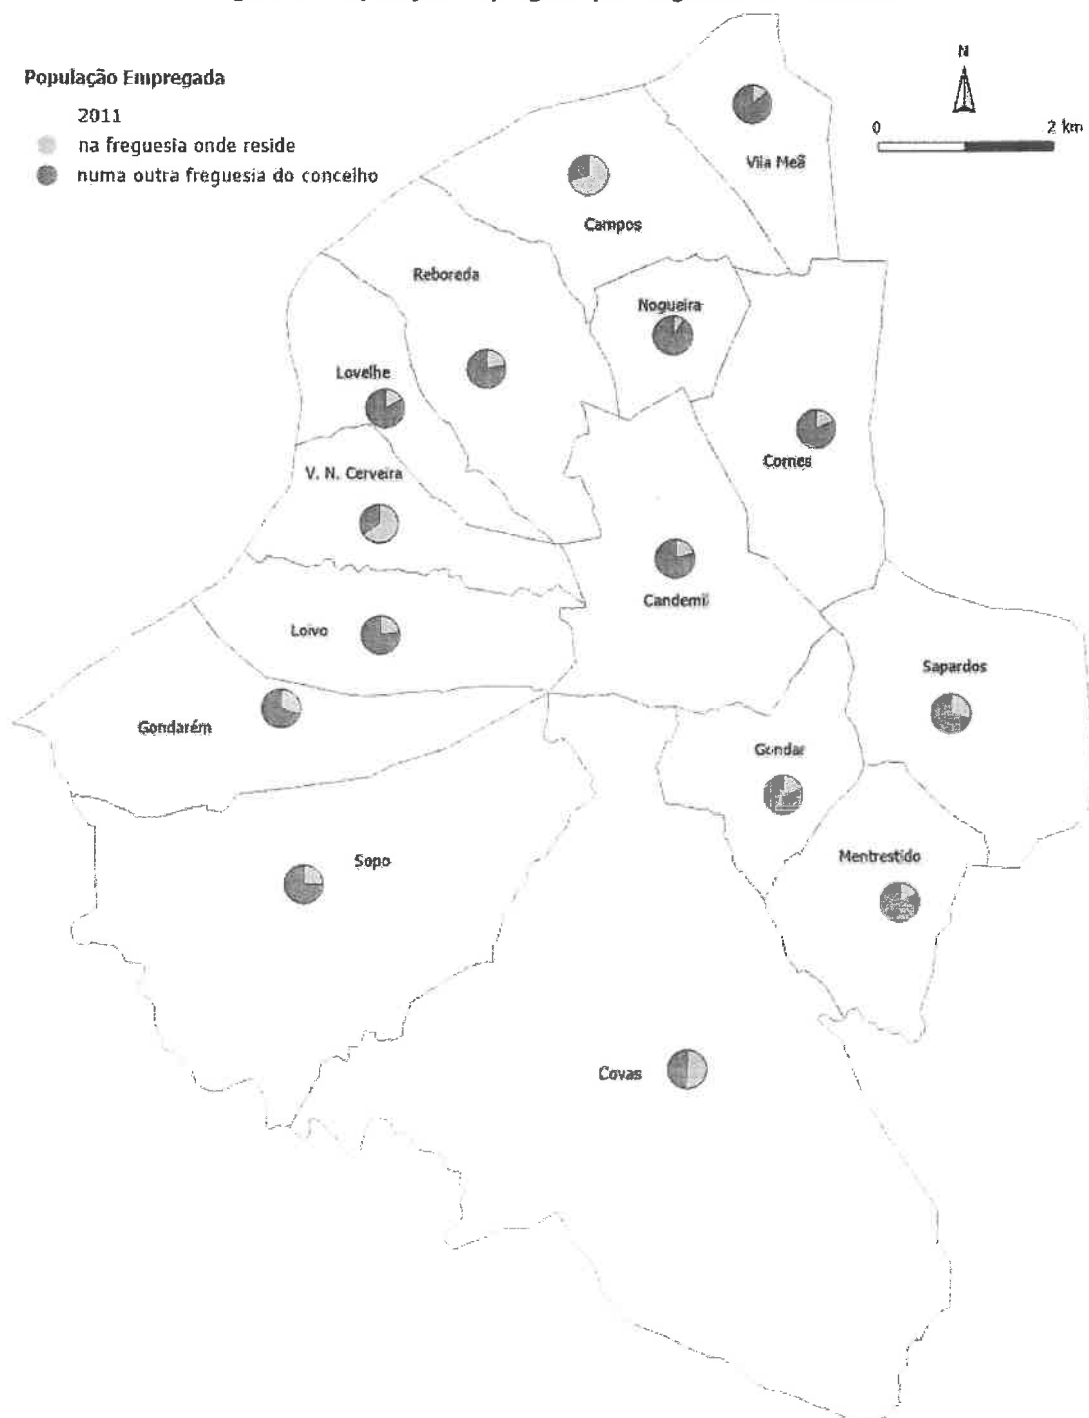 População Empregada
2011
na freguesia onde reside
numa outra freguesia do concelho
N
0 2 km
Vila Meã
Campos
Reboreda
Nogueira
Lovelhe
Cornes
V. N. Cerveira
Candemil
Loivo
Sapardos
Gondarém
Gondar
Mentrestido
Sopo
Covas